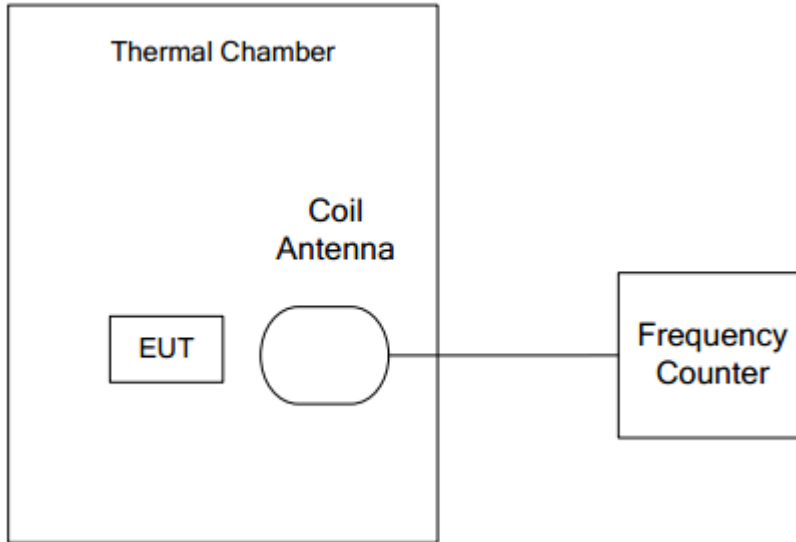 Thermal Chamber
Coil
Antenna
EUT
Frequency
Counter